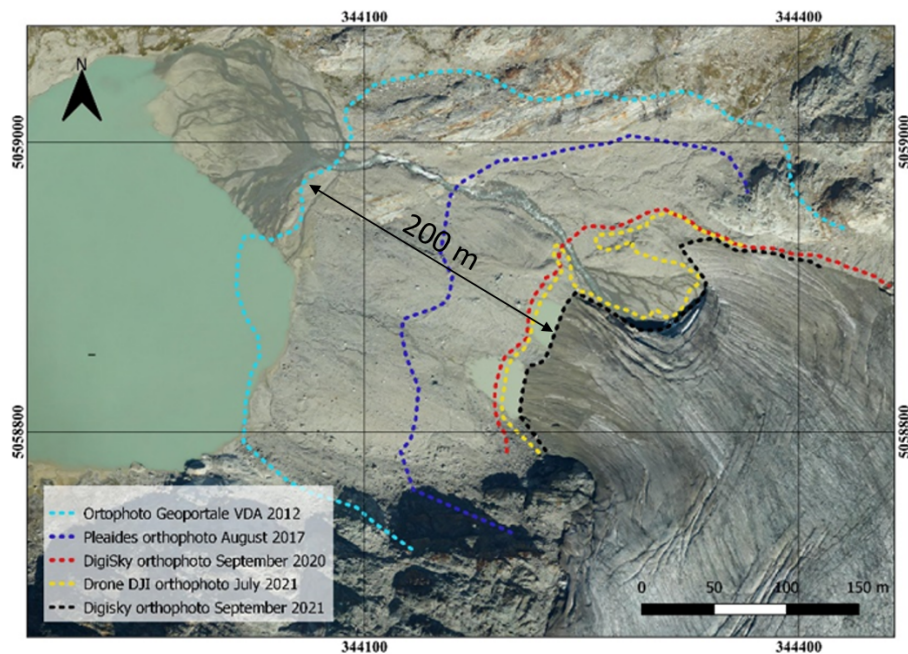 344100 344400
N
5059000 5059000
200 m
5058800 5058800
Ortophoto Geoportale VDA 2012
Pleaides orthophoto August 2017
DigiSky orthophoto September 2020
Drone DJI orthophoto July 2021
Digisky orthophoto September 2021
0 50 100 150 m
344100 344400